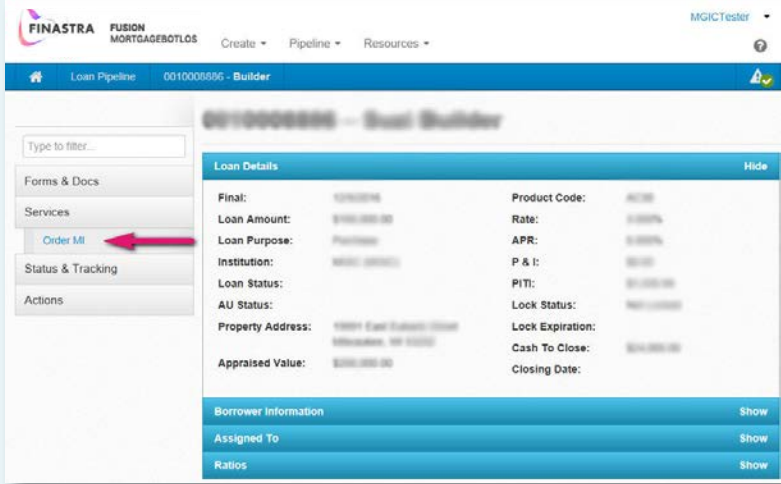 MGICTester
FINASTRA FUSION
MORTGAGEBOTLOS
Create Pipeline Resources
Loan Pipeline 0010008886 - Builder
Type to filter...
Forms & Docs
Services
Order MI
Status & Tracking
Actions
Loan Details Hide
Final: Product Code:
Loan Amount: Rate:
Loan Purpose: APR:
Institution: P & I:
Loan Status: PITI:
AU Status: Lock Status:
Property Address: Lock Expiration:
Cash To Close:
Appraised Value:
Closing Date:
Borrower Information Show
Assigned To Show
Ratios Show